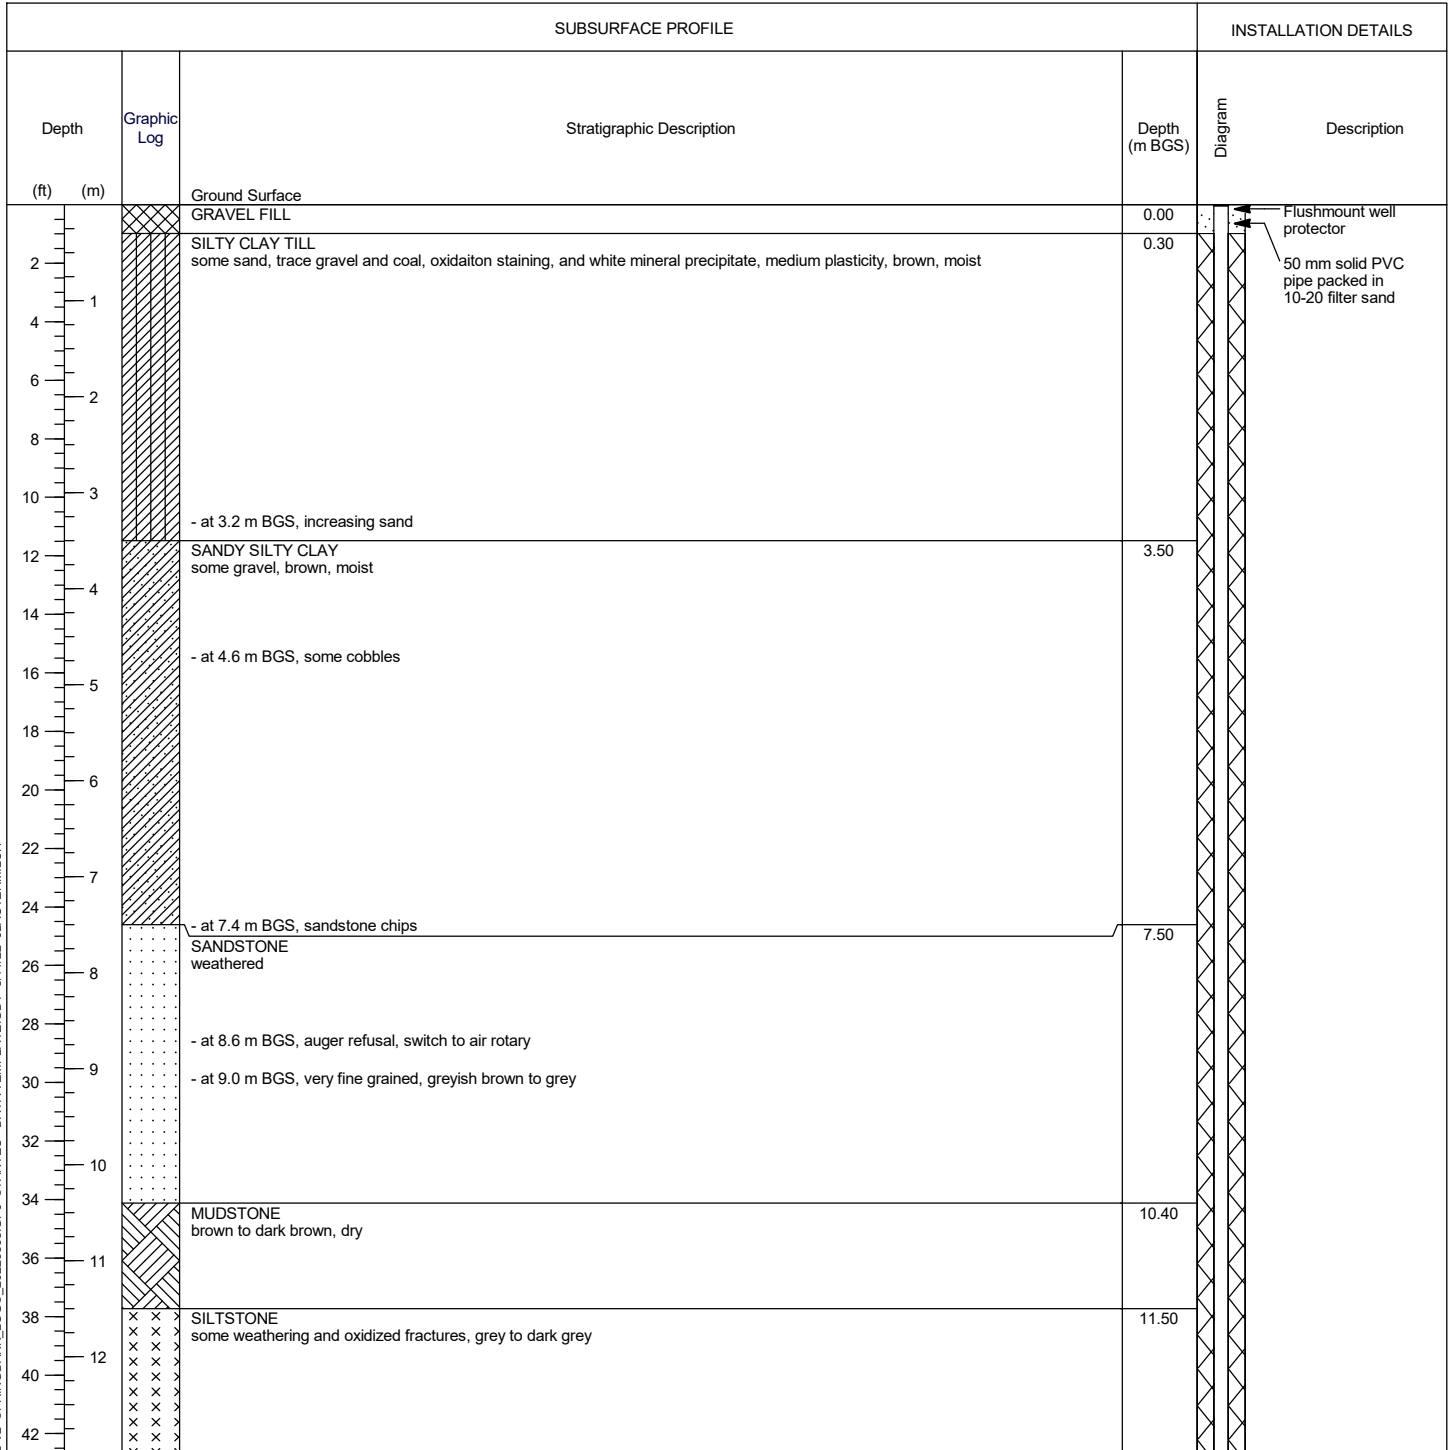 SUBSURFACE PROFILE
INSTALLATION DETAILS
Depth
Graphic
Log
Stratigraphic Description
Depth
(m BGS)
Diagram
Description
(ft) (m)
Ground Surface
GRAVEL FILL
0.00
Flushmount well
protector
SILTY CLAY TILL
0.30
some sand, trace gravel and coal, oxidaiton staining, and white mineral precipitate, medium plasticity, brown, moist
50 mm solid PVC
pipe packed in
10-20 filter sand
2
1
4
6
2
8
10
3
- at 3.2 m BGS, increasing sand
SANDY SILTY CLAY
3.50
12
some gravel, brown, moist
4
14
- at 4.6 m BGS, some cobbles
16
5
18
6
20
22
7
24
- at 7.4 m BGS, sandstone chips
7.50
SANDSTONE
weathered
26
8
28
- at 8.6 m BGS, auger refusal, switch to air rotary
9
- at 9.0 m BGS, very fine grained, greyish brown to grey
30
32
10
34
MUDSTONE
10.40
brown to dark brown, dry
36
11
38
SILTSTONE
11.50
some weathering and oxidized fractures, grey to dark grey
12
40
42